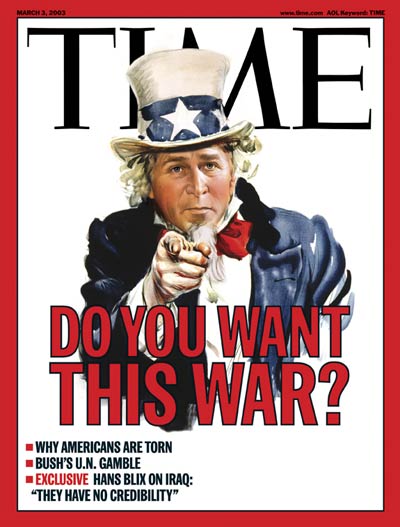 MARCH 3, 2003
www.time.com AOL Keyword: TIME
TIME
DO YOU WANT
THIS WAR?
WHY AMERICANS ARE TORN
BUSH'S U.N. GAMBLE
EXCLUSIVE HANS BLIX ON IRAQ:
“THEY HAVE NO CREDIBILITY”